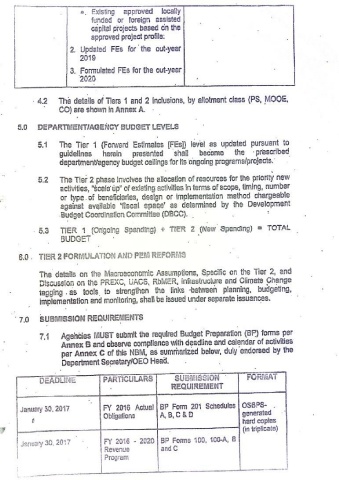 e. Existing approved locally
funded or foreign assisted
capital projects based on the
approved project profile;
2. Updated FEs for the out-year
2019
3. Formulated FEs for the out-year
2020
4.2 The details of Tiers 1 and 2 inclusions, by allotment class (PS, MOOE,
CO) are shown in Annex A.
5.0 DEPARTMENT/AGENCY BUDGET LEVELS
5.1 The Tier 1 (Forward Estimates [FEs]) level as updated pursuant to
guidelines herein presented shall become the prescribed
department/agency budget ceilings for its ongoing programs/projects.
5.2 The Tier 2 phase involves the allocation of resources for the priority new
activities, "scale up" of existing activities in terms of scope, timing, number
or type of beneficiaries, design or implementation method chargeable
against available "fiscal space" as determined by the Development
Budget Coordination Committee (DBCC).
5.3 TIER 1 (Ongoing Spending) + TIER 2 (New Spending) = TOTAL
BUDGET
6.0 TIER 2 FORMULATION AND PEM REFORMS
The details on the Macroeconomic Assumptions, Specific on the Tier 2, and
Discussion on the PREXC, UACS, RbMER, Infrastructure and Climate Change
tagging as tools to strengthen the links between planning, budgeting,
implementation and monitoring, shall be issued under separate issuances.
7.0 SUBMISSION REQUIREMENTS
7.1 Agencies MUST submit the required Budget Preparation (BP) forms per
Annex B and observe compliance with deadline and calendar of activities
per Annex C of this NBM, as summarized below, duly endorsed by the
Department Secretary/OEO Head.
DEADLINE PARTICULARS SUBMISSION REQUIREMENT FORMAT
January 30, 2017 FY 2016 Actual Obligations BP Form 201 Schedules A, B, C & D OSBPS-generated hard copies (in triplicate)
January 30, 2017 FY 2016 - 2020 Revenue Program BP Forms 100, 100-A, B and C